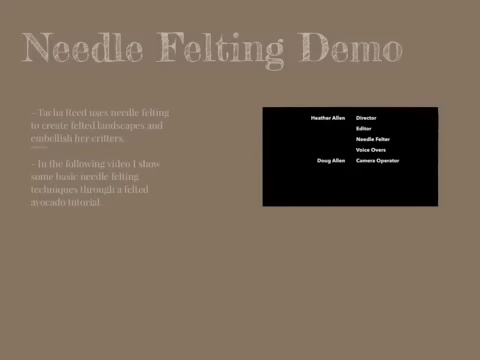 Needle Felting Demo
- Tacha Reed uses needle felting
to create felted landscapes and
embellish her critters.
- In the following video I show
some basic needle felting
techniques through a felted
avocado tutorial.
Heather Allen Director
Editor
Needle Felter
Voice Overs
Doug Allen Camera Operator